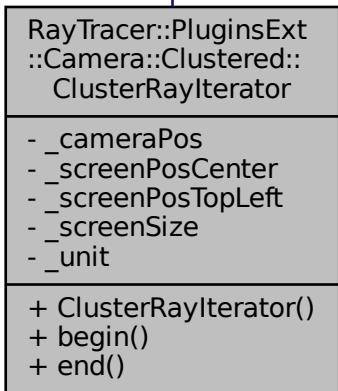 RayTracer::PluginsExt
::Camera::Clustered::
ClusterRayIterator
- _cameraPos
- _screenPosCenter
- _screenPosTopLeft
- _screenSize
- _unit
+ ClusterRayIterator()
+ begin()
+ end()